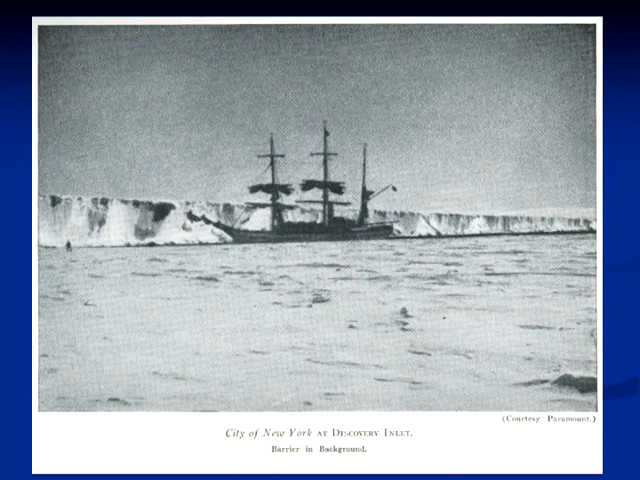 (Courtesy Paramount.)
City of New York AT DISCOVERY INLET.
Barrier in Background.